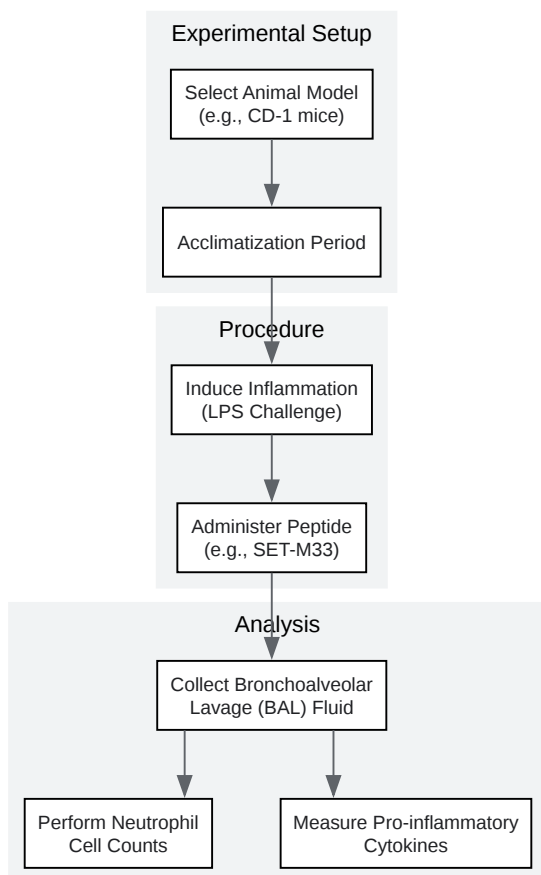 Experimental Setup
Select Animal Model
(e.g., CD-1 mice)
Acclimatization Period
Procedure
Induce Inflammation
(LPS Challenge)
Administer Peptide
(e.g., SET-M33)
Analysis
Collect Bronchoalveolar
Lavage (BAL) Fluid
Perform Neutrophil
Cell Counts
Measure Pro-inflammatory
Cytokines